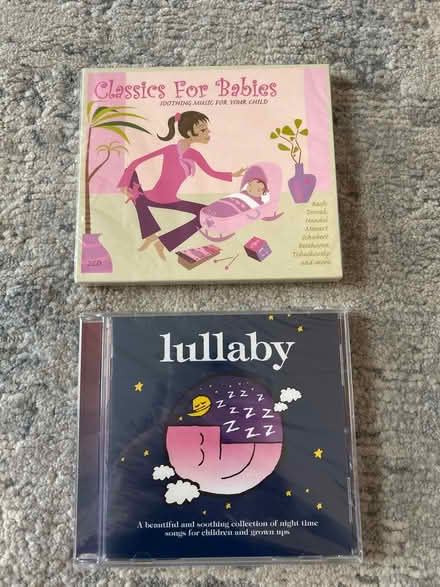 Classics For Babies
SOOTHING MUSIC FOR YOUR CHILD
Bach
Dvorak
Handel
Mozart
Schubert
Beethoven
Tchaikovsky
and more
2CD
lullaby
z z z z z z z z z z z
A beautiful and soothing collection of night time
songs for children and grown ups